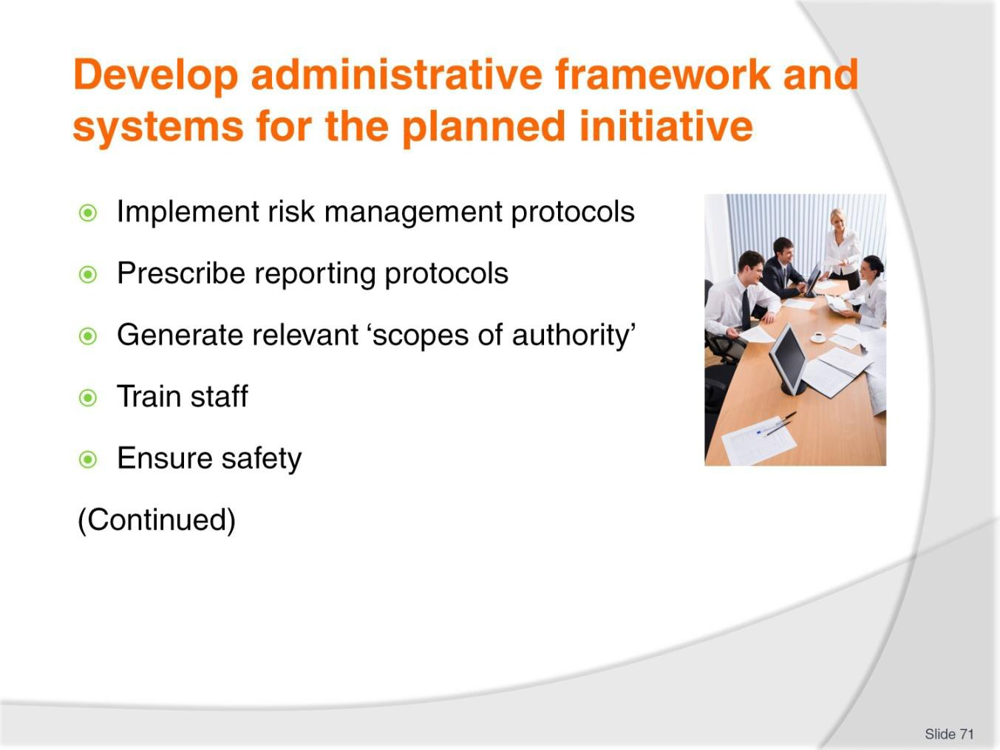 Develop administrative framework and
systems for the planned initiative
Implement risk management protocols
Prescribe reporting protocols
Generate relevant ‘scopes of authority’
Train staff
Ensure safety
(Continued)
Slide 71